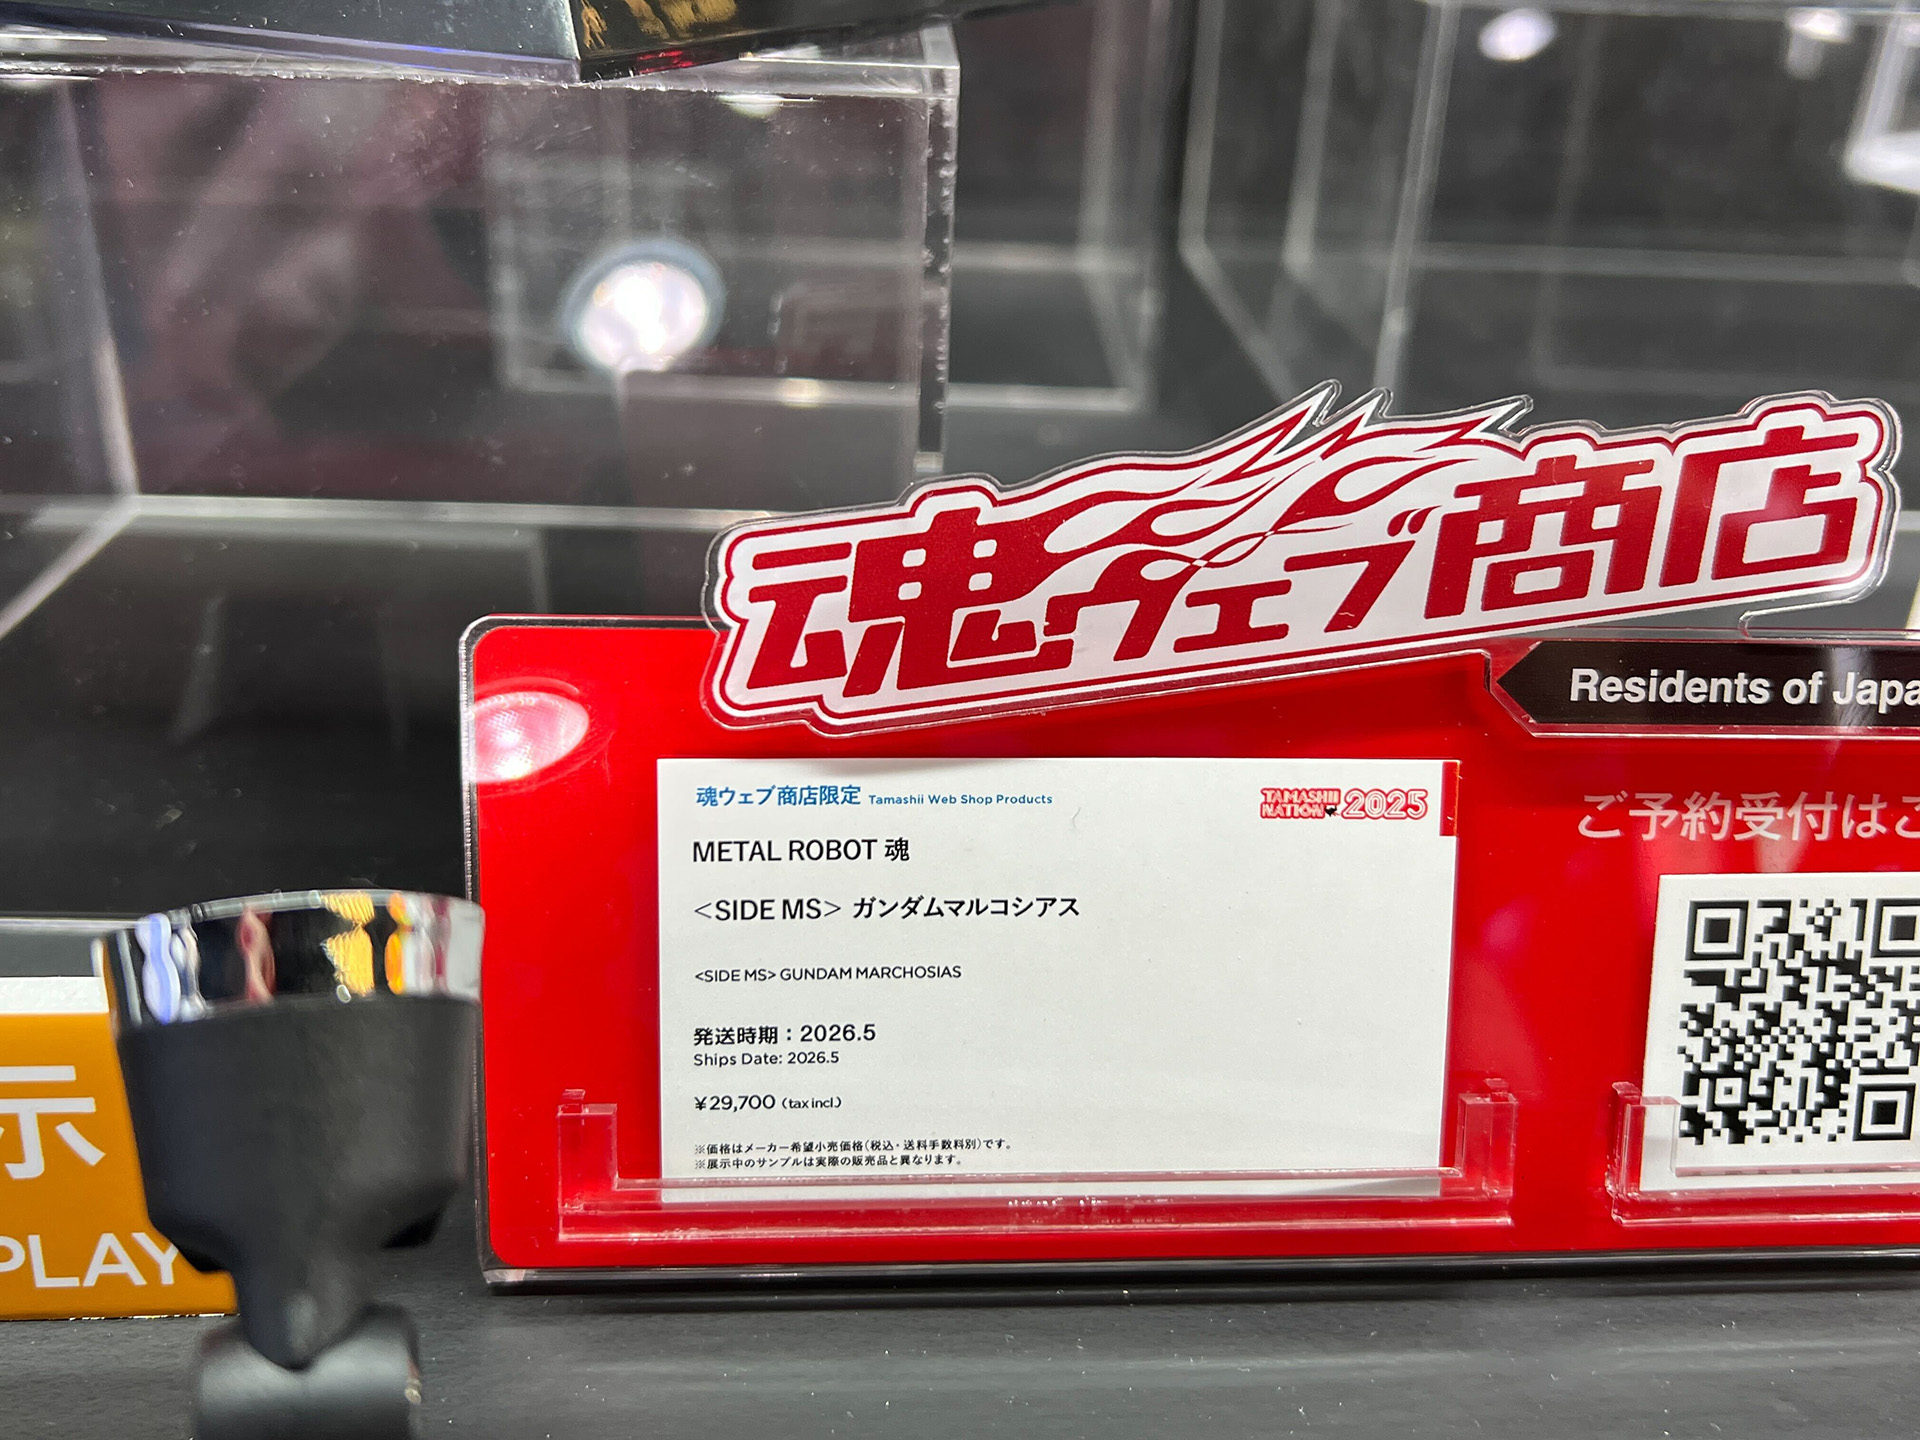 魂ウェブ商店
Residents of Japa
魂ウェブ商店限定 Tamashii Web Shop Products
TAMASHII NATION 2025
METAL ROBOT 魂
＜SIDE MS＞ ガンダムマルコシアス
<SIDE MS> GUNDAM MARCHOSIAS
発送時期：2026.5
Ships Date: 2026.5
¥29,700 (tax incl.)
※価格はメーカー希望小売価格(税込・送料手数料別)です。
※展示中のサンプルは実際の販売品と異なります。
ご予約受付はこ
示
PLAY